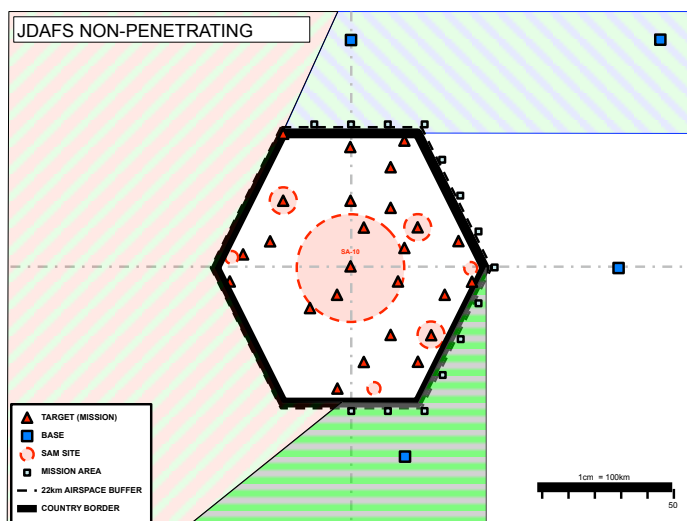 JDAFS NON-PENETRATING
SA-10
TARGET (MISSION)
BASE
SAM SITE
MISSION AREA
22km AIRSPACE BUFFER
COUNTRY BORDER
1cm = 100km
50